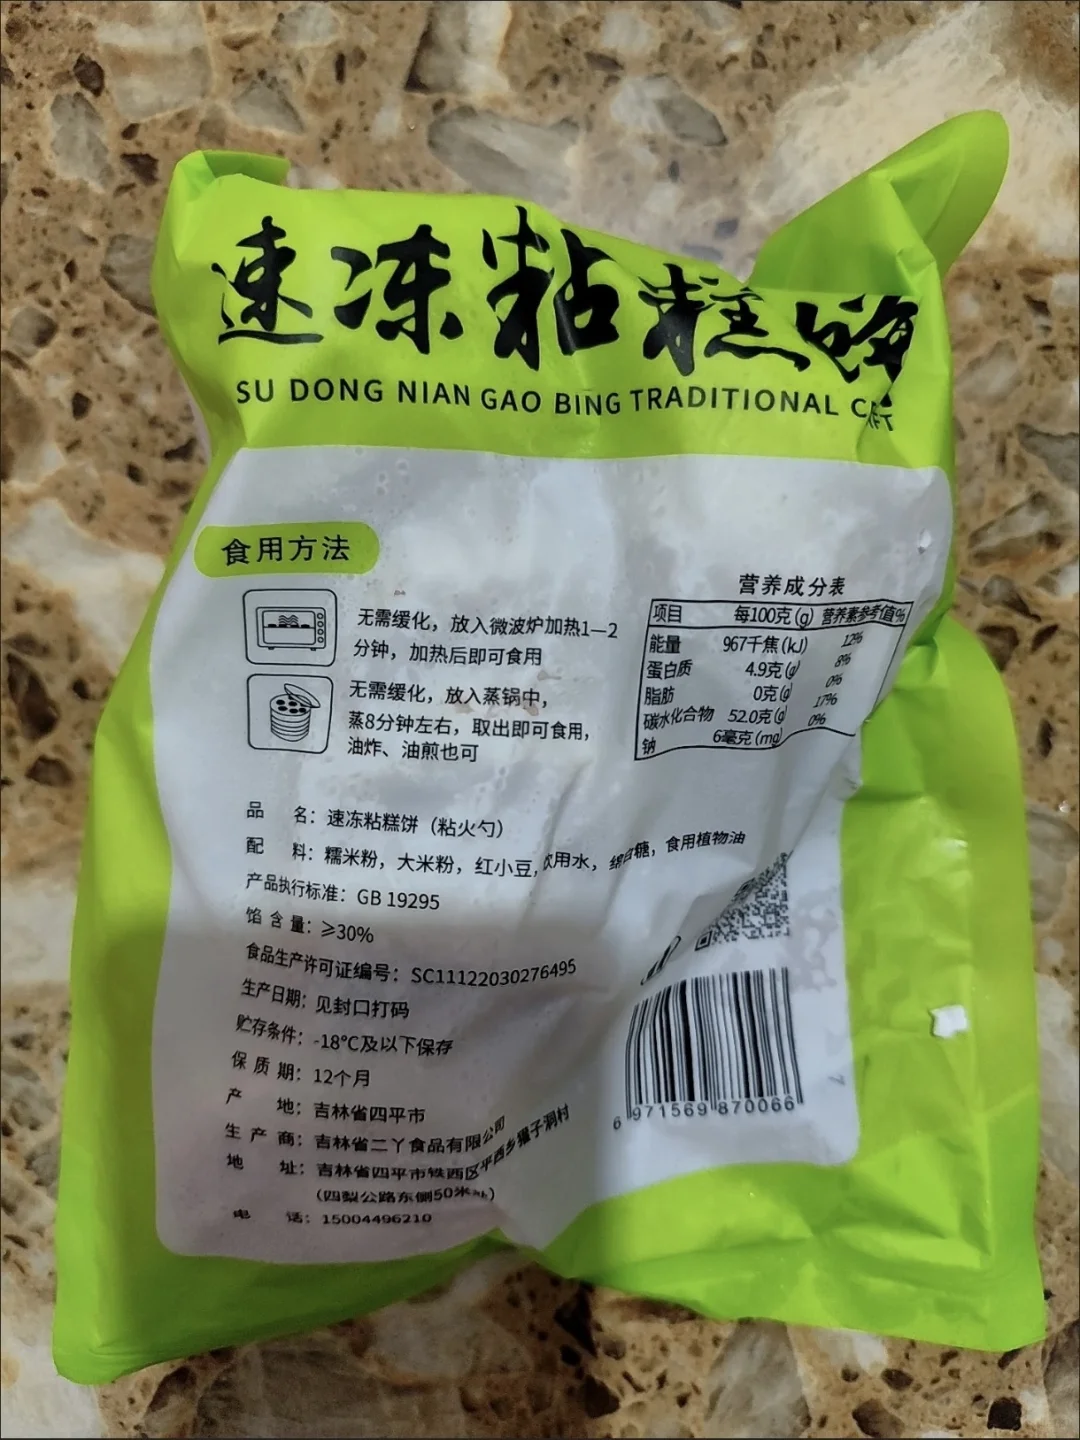 速冻粘糕饼
SU DONG NIAN GAO BING TRADITIONAL
食用方法
无需缓化，放入微波炉加热1—2
分钟，加热后即可食用
无需缓化，放入蒸锅中，
蒸8分钟左右，取出即可食用，
油炸、油煎也可
营养成分表
项目 每100克(g) 营养素参考值%
能量 967千焦(kJ) 12%
蛋白质 4.9克(g) 8%
脂肪 0克(g) 0%
碳水化合物 52.0克(g) 17%
钠 6毫克(mg) 0%
品 名：速冻粘糕饼（粘火勺）
配 料：糯米粉，大米粉，红小豆，饮用水，绵白糖，食用植物油
产品执行标准：GB 19295
馅含量：≥30%
食品生产许可证编号：SC11122030276495
生产日期：见封口打码
贮存条件：-18°C及以下保存
保质期：12个月
产 地：吉林省四平市
生产商：吉林省二丫食品有限公司
地 址：吉林省四平市铁西区平西乡獾子洞村
（四梨公路东侧50米）
电 话：15004496210
6 971569 870066
7